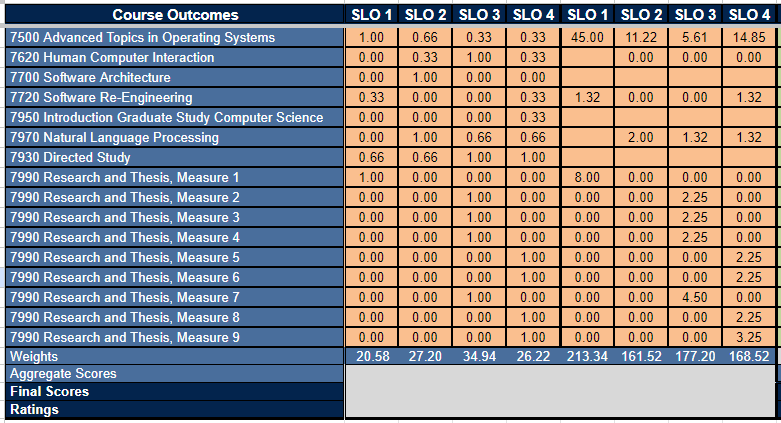 Course Outcomes SLO 1 SLO 2 SLO 3 SLO 4 SLO 1 SLO 2 SLO 3 SLO 4
7500 Advanced Topics in Operating Systems 1.00 0.66 0.33 0.33 45.00 11.22 5.61 14.85
7620 Human Computer Interaction 0.00 0.33 1.00 0.33 0.00 0.00 0.00
7700 Software Architecture 0.00 1.00 0.00 0.00
7720 Software Re-Engineering 0.33 0.00 0.00 0.33 1.32 0.00 0.00 1.32
7950 Introduction Graduate Study Computer Science 0.00 0.00 0.00 0.33
7970 Natural Language Processing 0.00 1.00 0.66 0.66 2.00 1.32 1.32
7930 Directed Study 0.66 0.66 1.00 1.00
7990 Research and Thesis, Measure 1 1.00 0.00 0.00 0.00 8.00 0.00 0.00 0.00
7990 Research and Thesis, Measure 2 0.00 0.00 1.00 0.00 0.00 0.00 2.25 0.00
7990 Research and Thesis, Measure 3 0.00 0.00 1.00 0.00 0.00 0.00 2.25 0.00
7990 Research and Thesis, Measure 4 0.00 0.00 1.00 0.00 0.00 0.00 2.25 0.00
7990 Research and Thesis, Measure 5 0.00 0.00 0.00 1.00 0.00 0.00 0.00 2.25
7990 Research and Thesis, Measure 6 0.00 0.00 0.00 1.00 0.00 0.00 0.00 2.25
7990 Research and Thesis, Measure 7 0.00 0.00 1.00 0.00 0.00 0.00 4.50 0.00
7990 Research and Thesis, Measure 8 0.00 0.00 0.00 1.00 0.00 0.00 0.00 2.25
7990 Research and Thesis, Measure 9 0.00 0.00 0.00 1.00 0.00 0.00 0.00 3.25
Weights 20.58 27.20 34.94 26.22 213.34 161.52 177.20 168.52
Aggregate Scores
Final Scores
Ratings